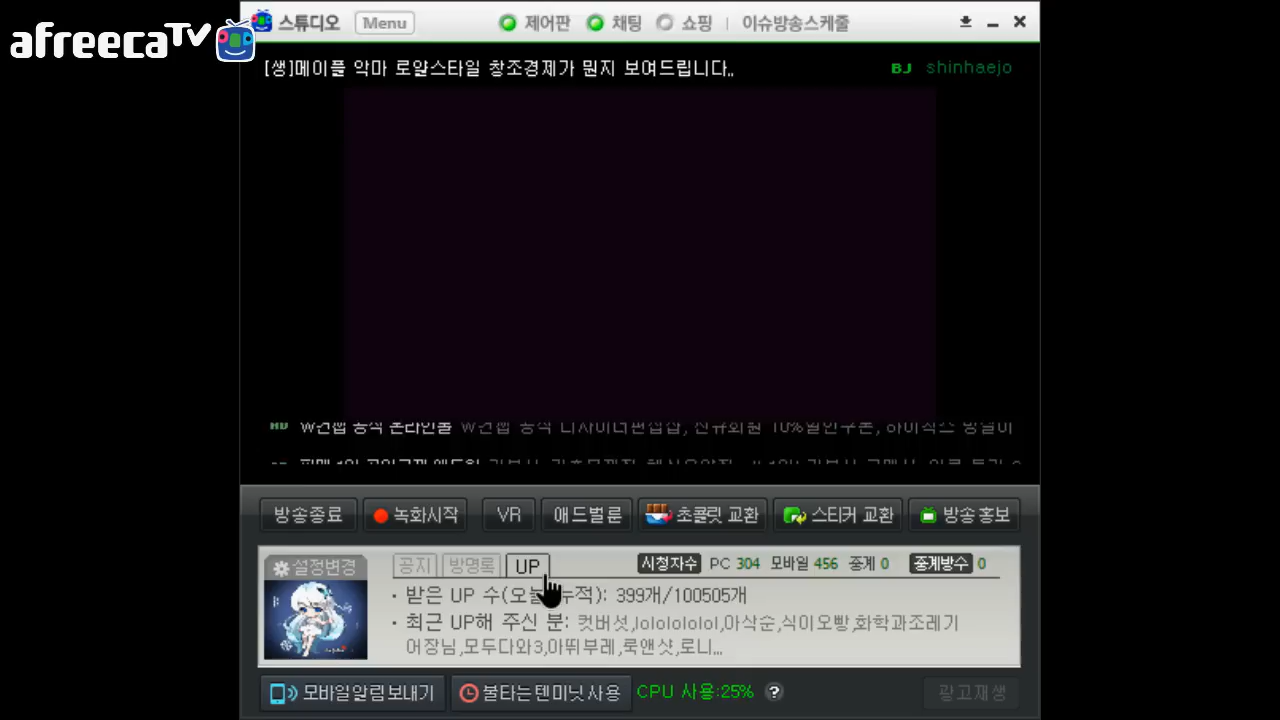 afreecaTV
스튜디오 Menu 제어판 채팅 쇼핑 | 이슈방송스케줄
[생]메이플 악마 로얄스타일 창조경제가 뭔지 보여드립니다.. BJ shinhaejo
방송종료 녹화시작 VR 애드벌룬 초콜릿 교환 스티커 교환 방송홍보
설정변경 공지 방명록 UP 시청자수 PC 304 모바일 456 중계 0 중계방수 0
· 받은 UP 수(오늘/누적): 399개/100505개
· 최근 UP해 주신 분: 컷버섯,lolololololol,아삭순,식이오빵,화학과조레기
어장님,모두다와3,아뛰부레,룩앤샷,로니...
모바일알림보내기 불타는텐미닛사용 CPU 사용:25% ? 광고재생